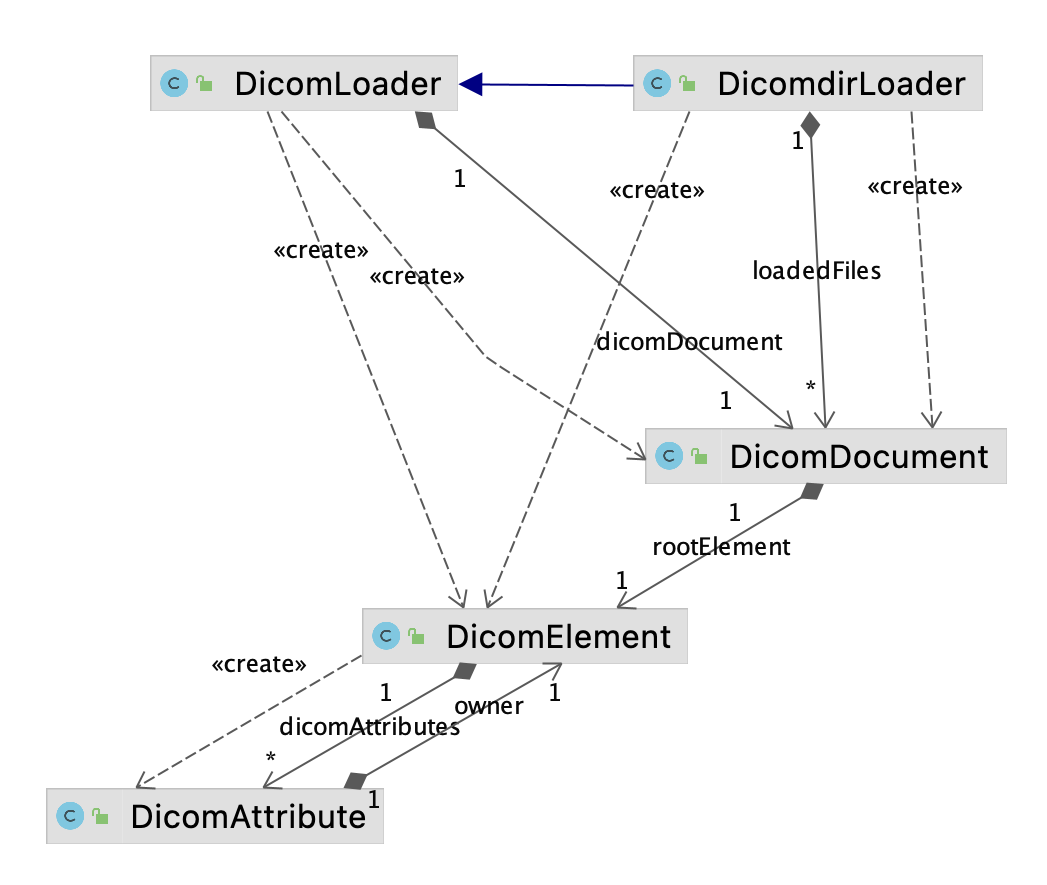 C DicomLoader
C DicomdirLoader
1
1
«create»
«create»
«create»
«create»
loadedFiles
dicomDocument
*
1
C DicomDocument
1
rootElement
1
C DicomElement
«create»
1
1
owner
dicomAttributes
*
1
C DicomAttribute